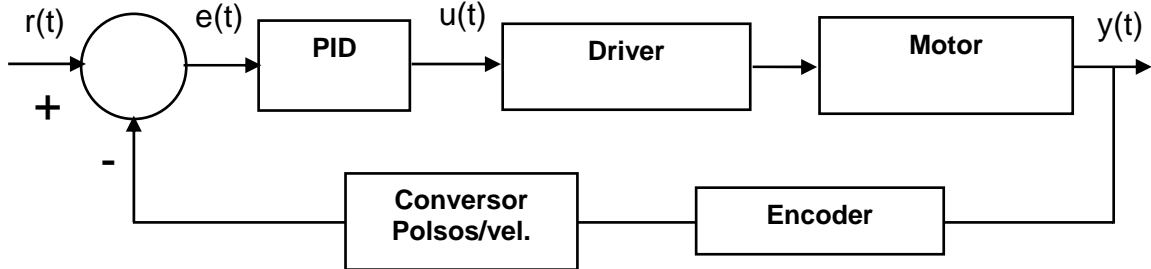 r(t)
e(t)
u(t)
y(t)
PID
Driver
Motor
+
-
Conversor
Polsos/vel.
Encoder